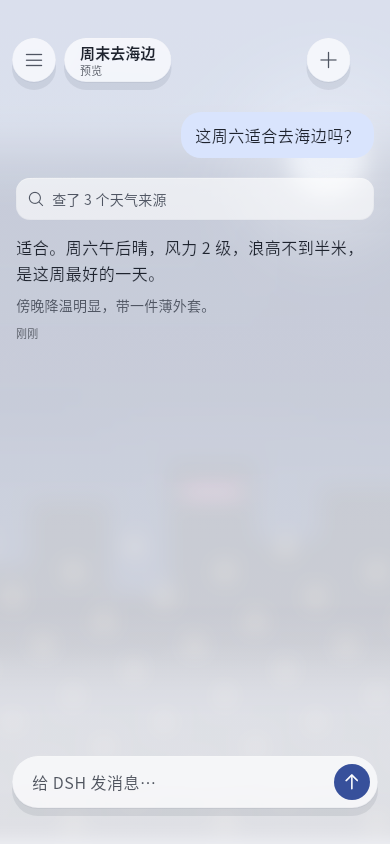 周末去海边
预览
这周六适合去海边吗?
查了 3 个天气来源
适合。周六午后晴，风力 2 级，浪高不到半米，
是这周最好的一天。
傍晚降温明显，带一件薄外套。
刚刚
给 DSH 发消息…